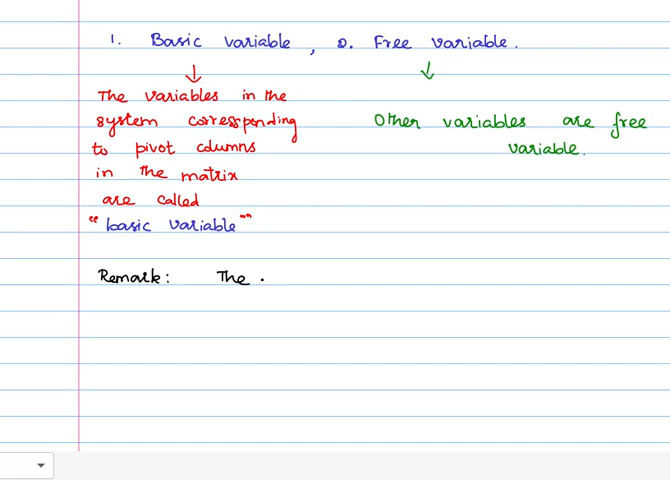 1. Basic variable , 2. Free variable.
The variables in the
system corresponding
to pivot columns
in the matrix
are called
"basic variable"
Other variables are free
variable.
Remark: The .